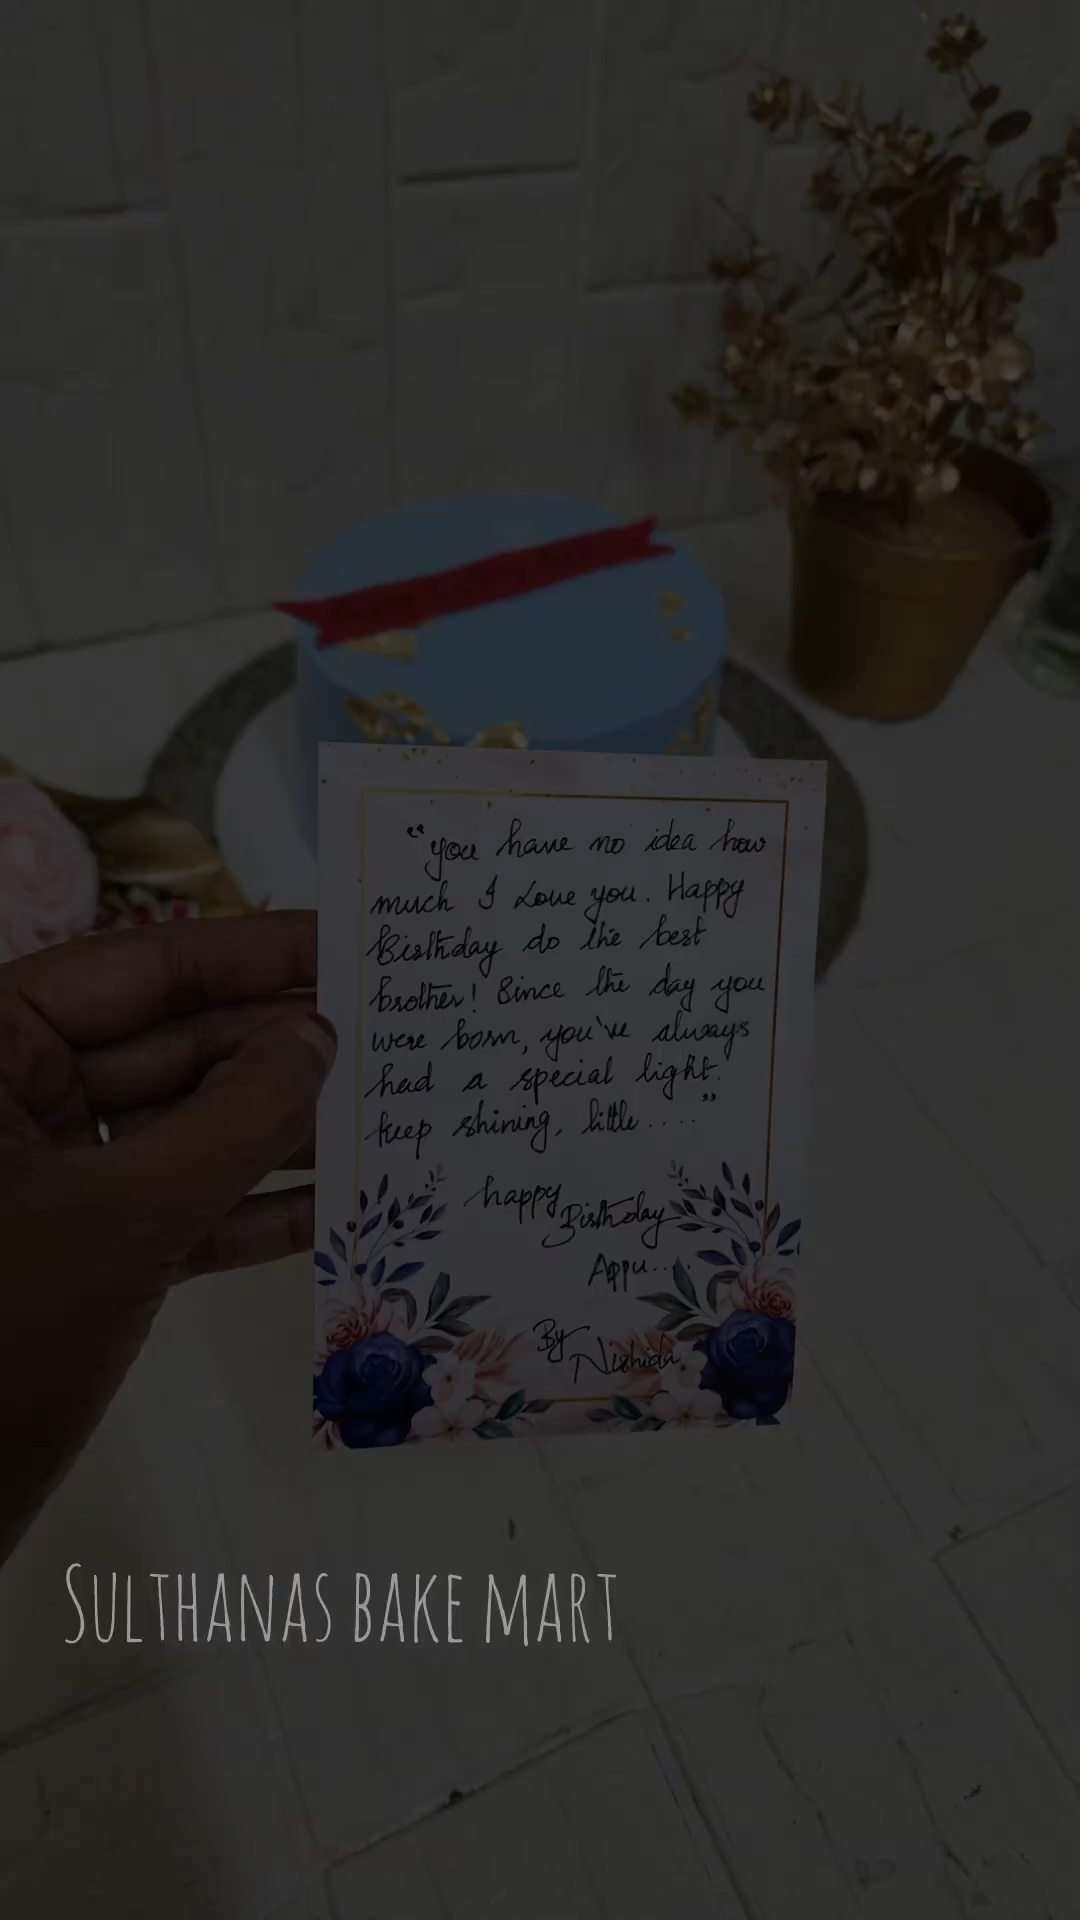 "you have no idea how
much I Love you. Happy
Birthday do the best
brother! Since the day you
were born, you've always
had a special light.
keep shining, little...."
happy
Birthday
Appu....
By
Nishida
SULTHANAS BAKE MART